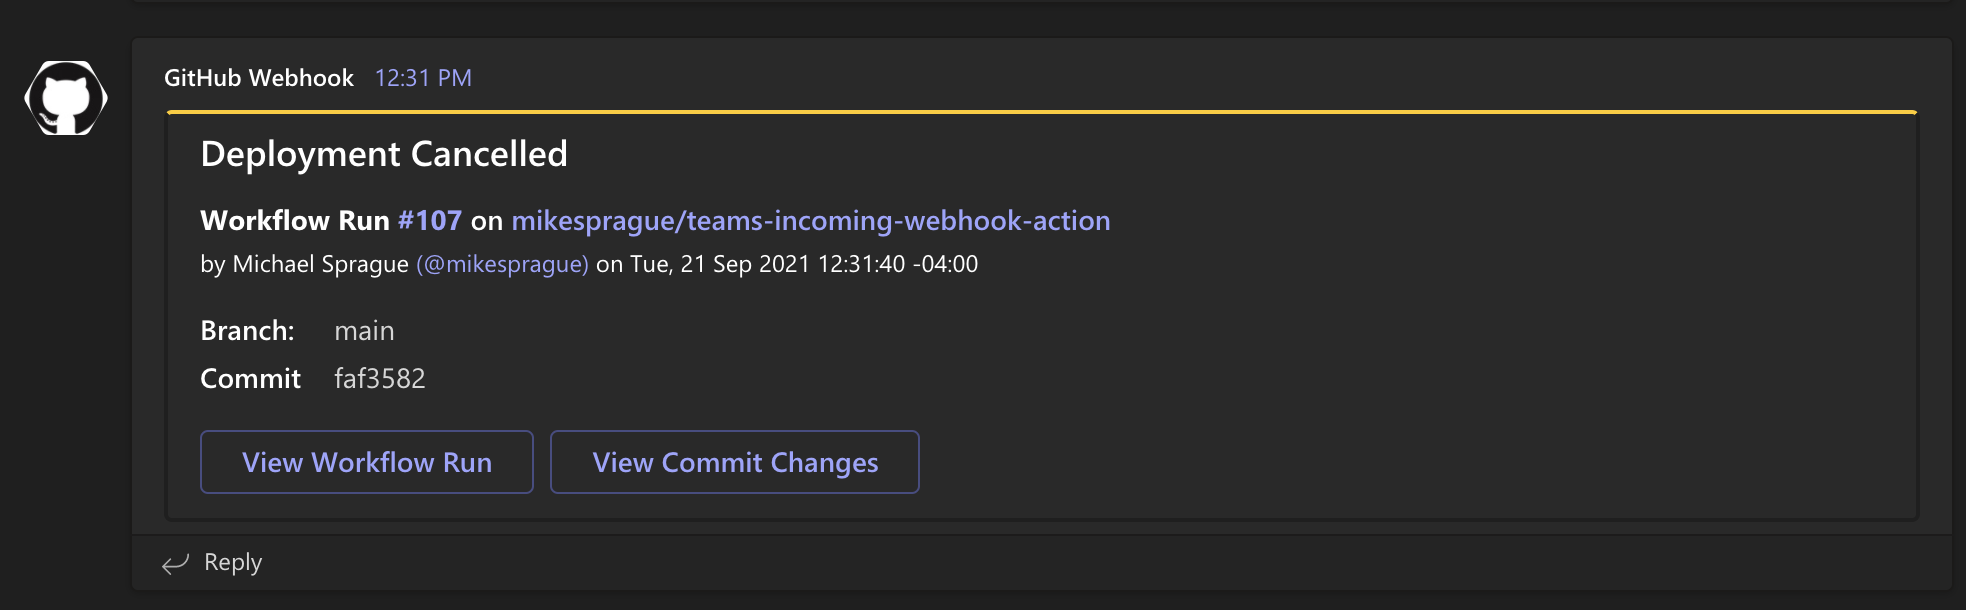 GitHub Webhook 12:31 PM
Deployment Cancelled
Workflow Run #107 on mikesprague/teams-incoming-webhook-action
by Michael Sprague (@mikesprague) on Tue, 21 Sep 2021 12:31:40 -04:00
Branch: main
Commit faf3582
View Workflow Run View Commit Changes
Reply